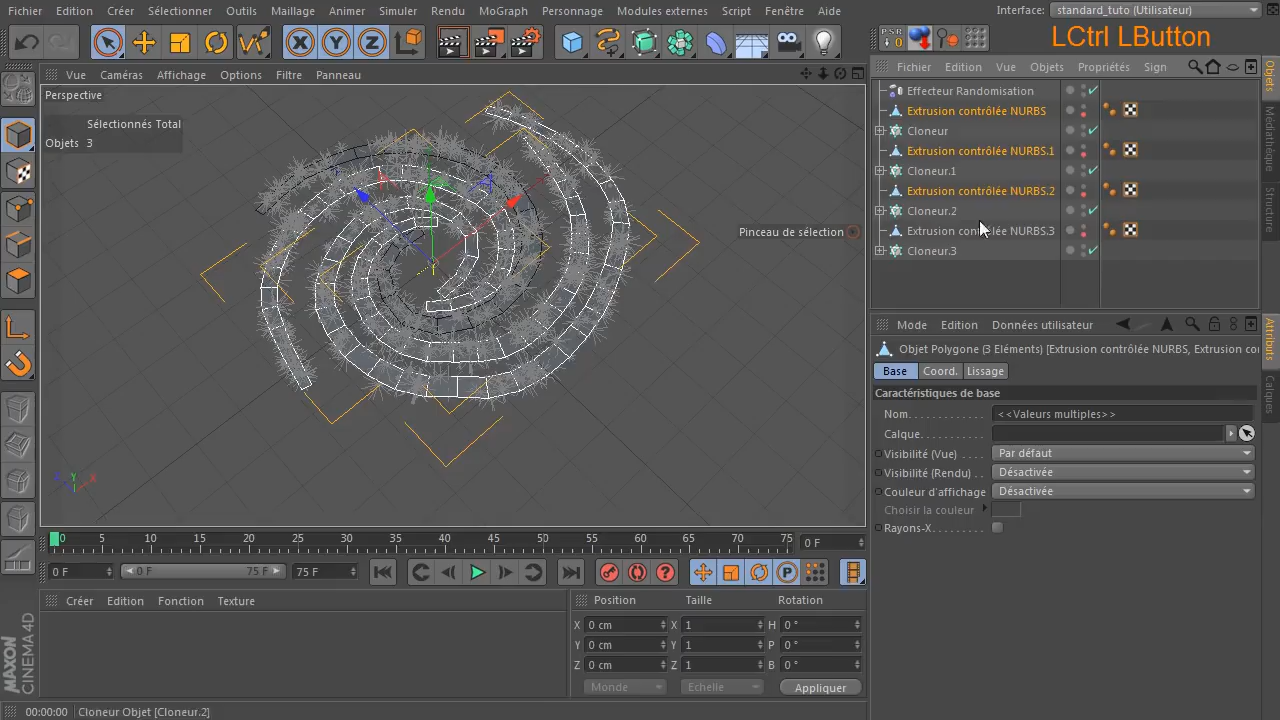 Fichier Edition Créer Sélectionner Outils Maillage Animer Simuler Rendu MoGraph Personnage Modules externes Script Fenêtre Aide Interface: standard_tuto (Utilisateur)
LCtrl LButton
X Y Z PSR
Vue Caméras Affichage Options Filtre Panneau
Fichier Edition Vue Objets Propriétés Sign
Perspective
Sélectionnés Total
Objets 3
Pinceau de sélection
Effecteur Randomisation
Extrusion contrôlée NURBS
Cloneur
Extrusion contrôlée NURBS.1
Cloneur.1
Extrusion contrôlée NURBS.2
Cloneur.2
Extrusion contrôlée NURBS.3
Cloneur.3
Objets
Médiathèque
Structure
Mode Edition Données utilisateur
Objet Polygone (3 Eléments) [Extrusion contrôlée NURBS, Extrusion co
Base Coord. Lissage
Caractéristiques de base
Nom <<Valeurs multiples>>
Calque
Visibilité (Vue) Par défaut
Visibilité (Rendu) Désactivée
Couleur d'affichage Désactivée
Choisir la couleur
Rayons-X
Attributs
Calques
Y X
0 5 10 15 20 25 30 35 40 45 50 55 60 65 70 75 0 F
0 F 0 F 75 F 75 F
Créer Edition Fonction Texture
Position Taille Rotation
X 0 cm X 1 H 0 °
Y 0 cm Y 1 P 0 °
Z 0 cm Z 1 B 0 °
Monde Echelle Appliquer
MAXON CINEMA 4D
00:00:00 Cloneur Objet [Cloneur.2]